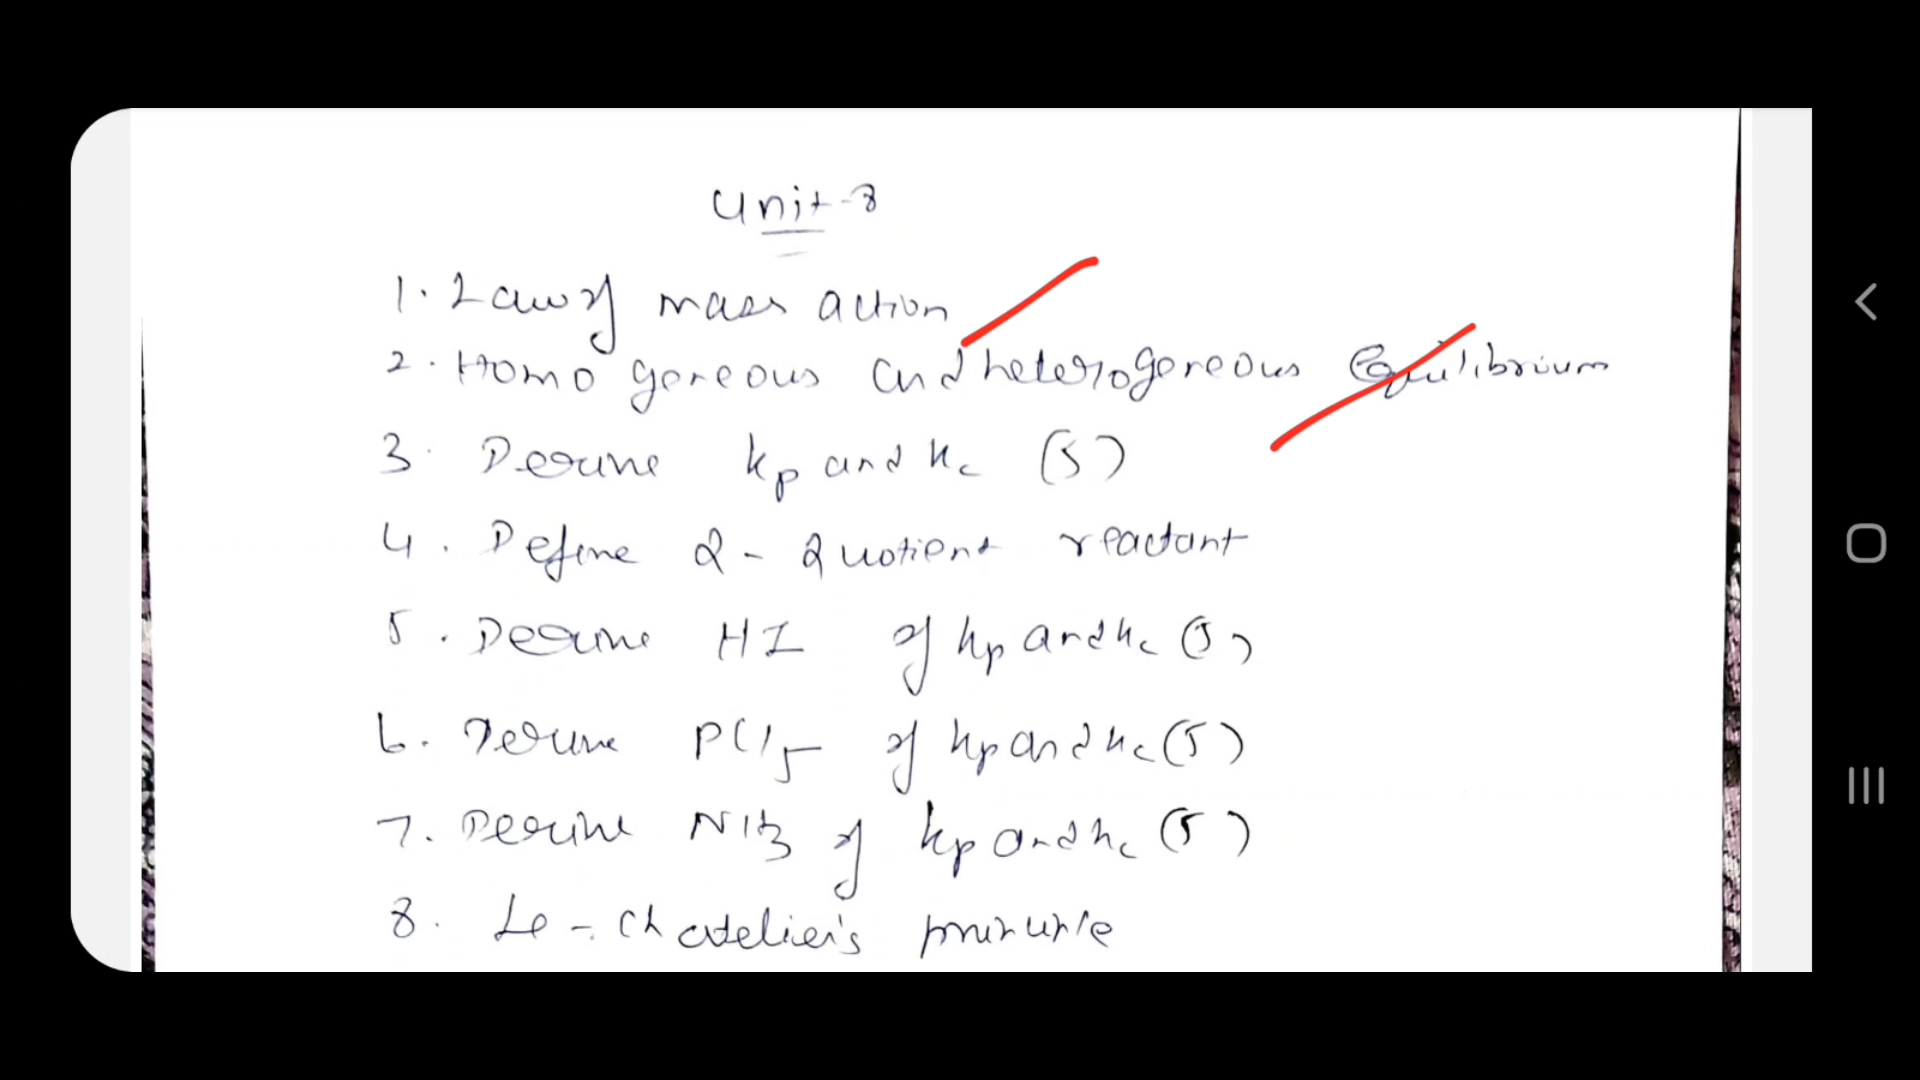 Unit-8
1. Law of mass action
2. Homogeneous and heterogeneous Equilibrium
3. Derive kp and kc (5)
4. Define Q - Quotient reactant
5. Derive HI of kp and kc (5)
6. Derive PCl5 of kp and kc (5)
7. Derive NH3 of kp and kc (5)
8. Le - Chatelier's principle